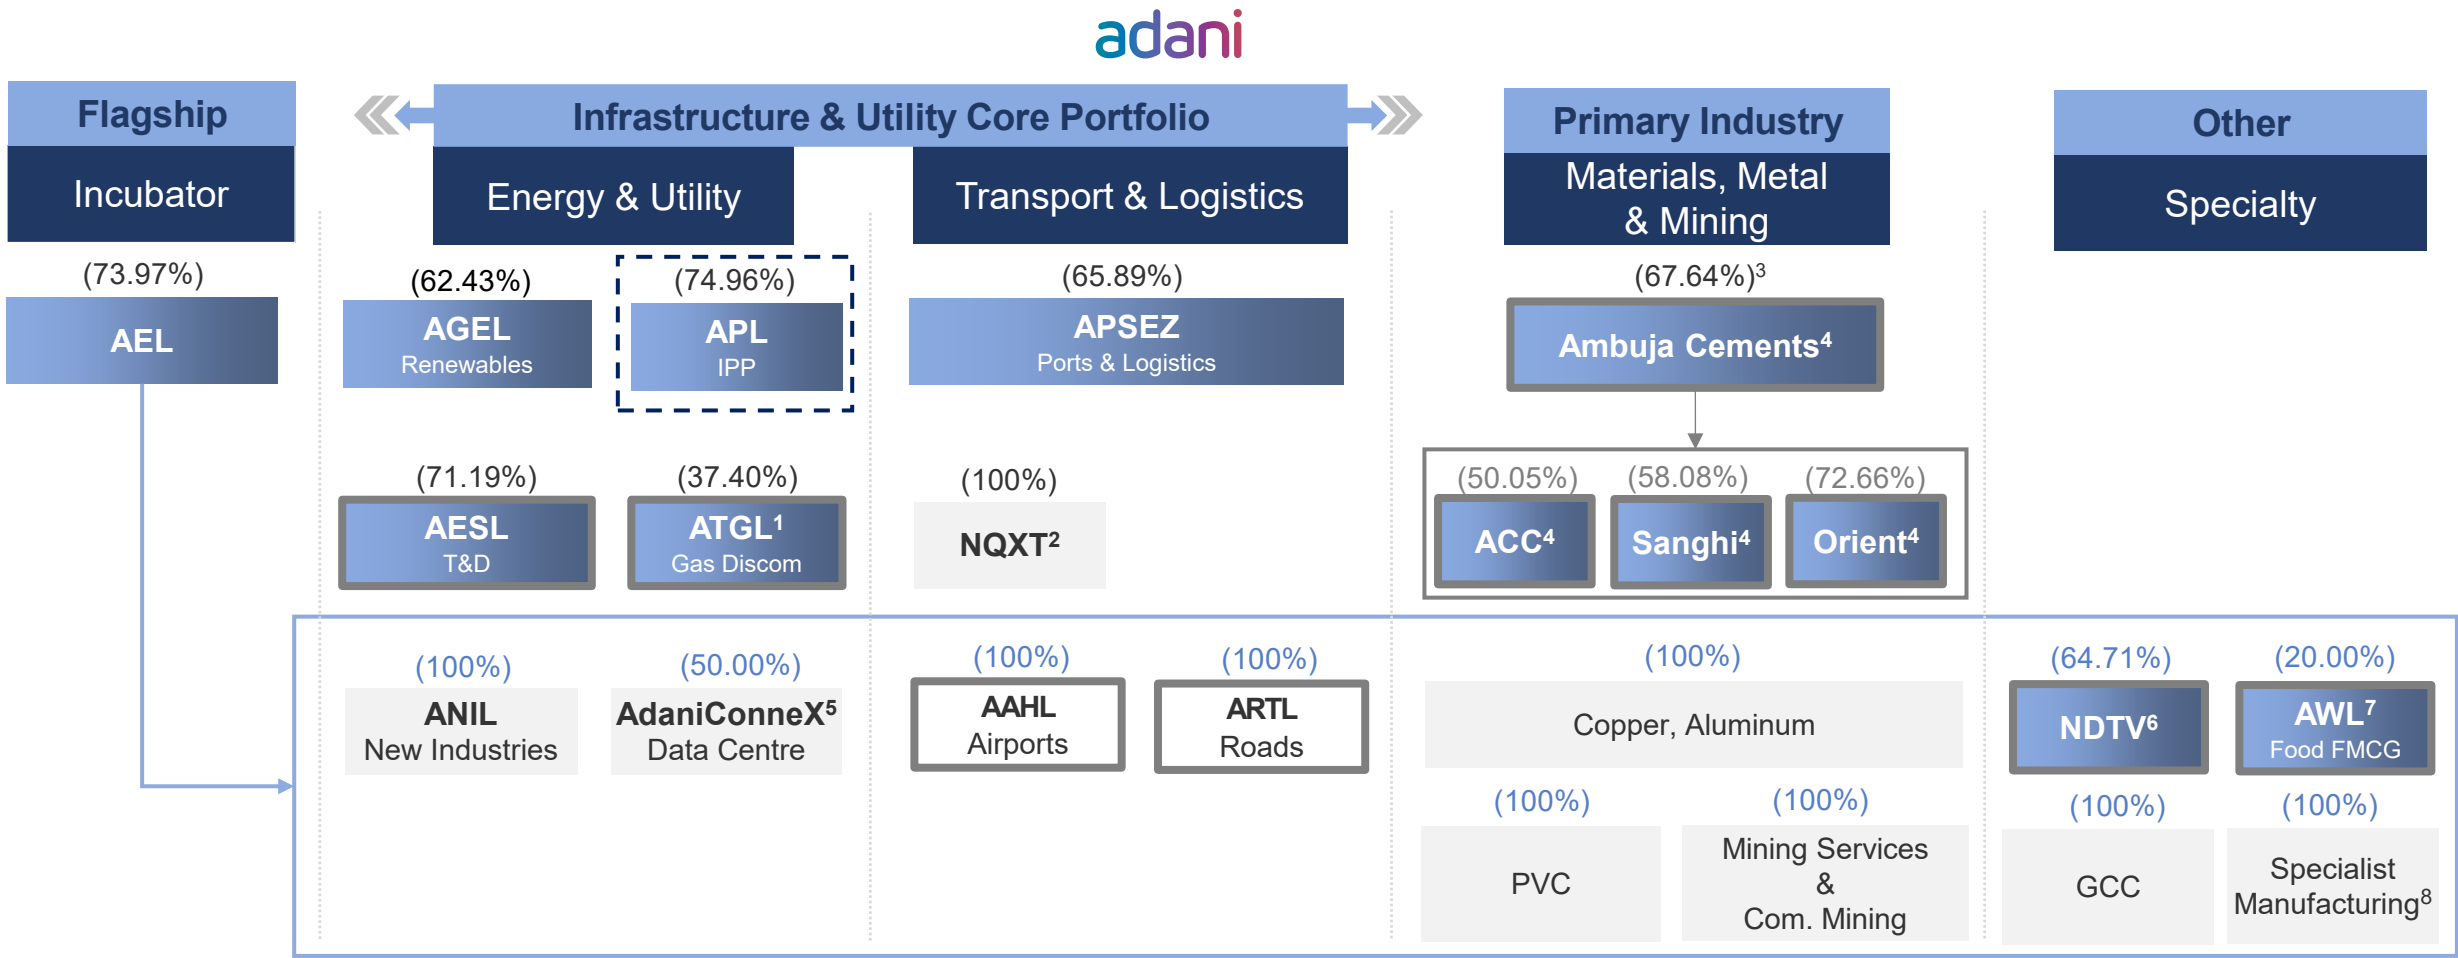 adani
Flagship
Infrastructure & Utility Core Portfolio
Primary Industry
Other
Incubator
Energy & Utility
Transport & Logistics
Materials, Metal
& Mining
Specialty
(73.97%)
AEL
(62.43%)
AGEL
Renewables
(74.96%)
APL
IPP
(65.89%)
APSEZ
Ports & Logistics
(67.64%)³
Ambuja Cements⁴
(71.19%)
AESL
T&D
(37.40%)
ATGL¹
Gas Discom
(100%)
NQXT²
(50.05%)
ACC⁴
(58.08%)
Sanghi⁴
(72.66%)
Orient⁴
(100%)
ANIL
New Industries
(50.00%)
AdaniConneX⁵
Data Centre
(100%)
AAHL
Airports
(100%)
ARTL
Roads
(100%)
Copper, Aluminum
(64.71%)
NDTV⁶
(20.00%)
AWL⁷
Food FMCG
(100%)
PVC
(100%)
Mining Services
&
Com. Mining
(100%)
GCC
(100%)
Specialist
Manufacturing⁸